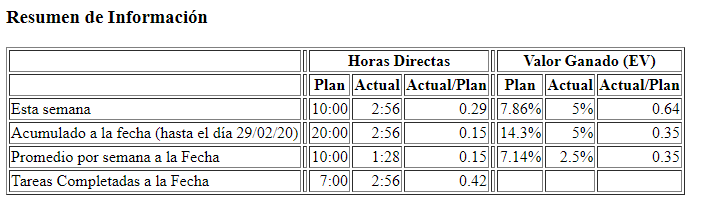 Resumen de Información
Horas Directas Valor Ganado (EV)
Plan Actual Actual/Plan Plan Actual Actual/Plan
Esta semana 10:00 2:56 0.29 7.86% 5% 0.64
Acumulado a la fecha (hasta el día 29/02/20) 20:00 2:56 0.15 14.3% 5% 0.35
Promedio por semana a la Fecha 10:00 1:28 0.15 7.14% 2.5% 0.35
Tareas Completadas a la Fecha 7:00 2:56 0.42